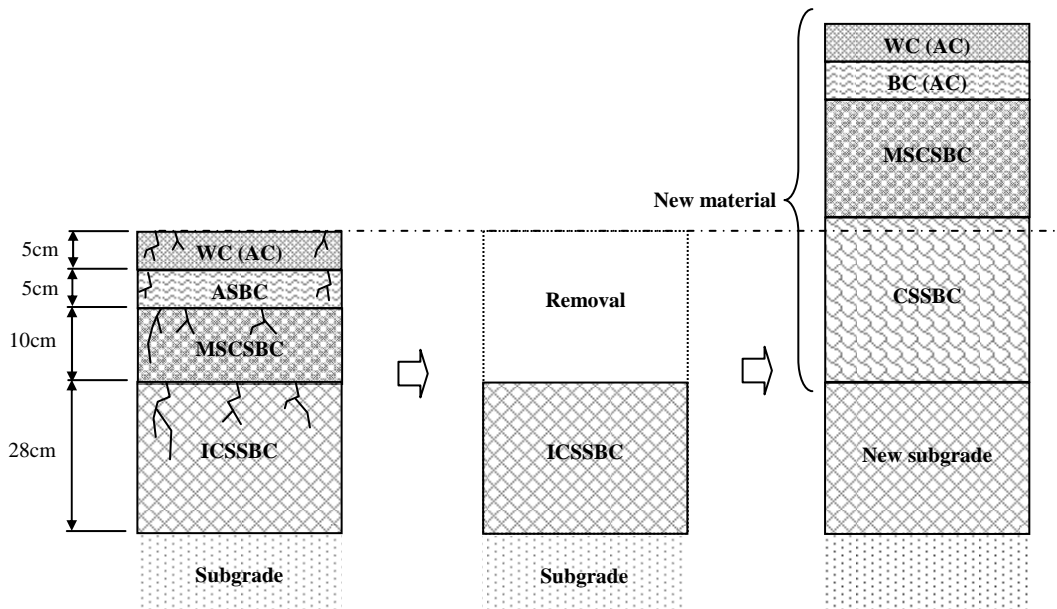 WC (AC)
BC (AC)
MSCSBC
New material
CSSBC
New subgrade
5cm
5cm
10cm
28cm
WC (AC)
ASBC
MSCSBC
ICSSBC
Subgrade
Removal
ICSSBC
Subgrade